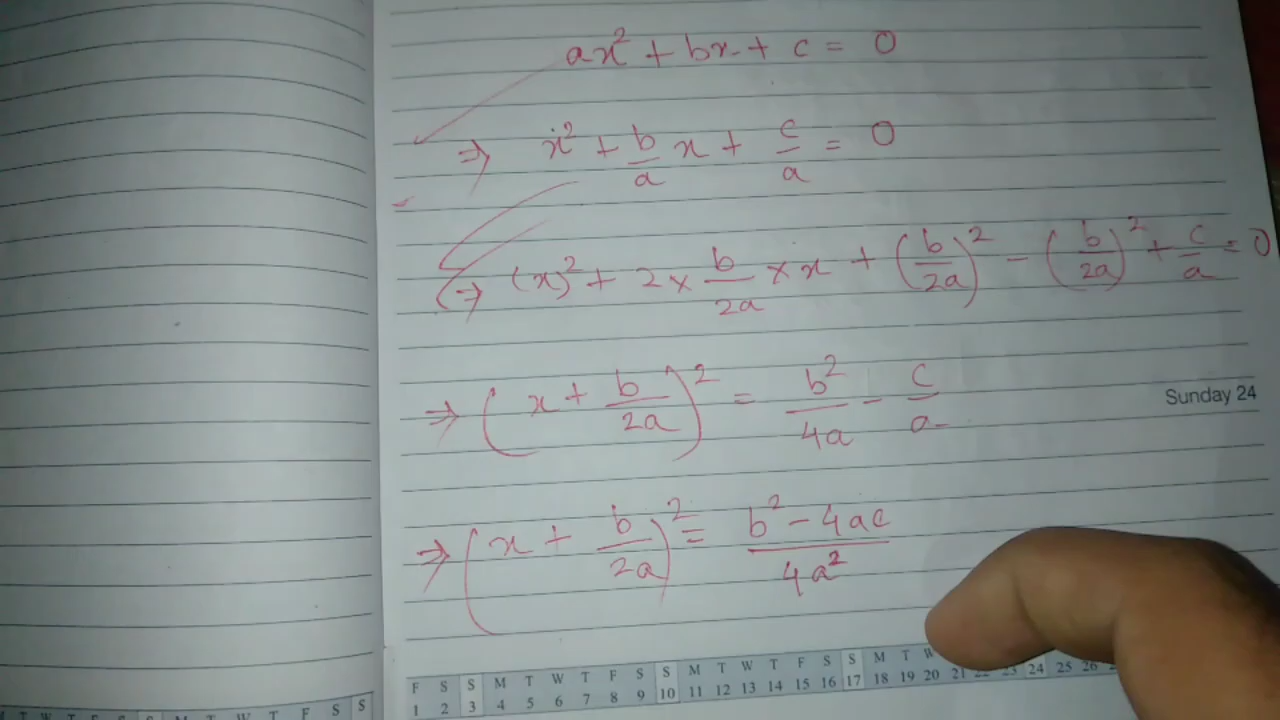 ax² + bx + c = 0
⇒ x² + b/a x + c/a = 0
⇒ (x)² + 2 × b/2a × x + (b/2a)² - (b/2a)² + c/a = 0
⇒ (x + b/2a)² = b²/4a - c/a
Sunday 24
⇒ (x + b/2a)² = b² - 4ac/4a²
F S S M T W T F S S M T W T F S S M T W
1 2 3 4 5 6 7 8 9 10 11 12 13 14 15 16 17 18 19 20 21 22 23 24 25 26
M T W T F S S